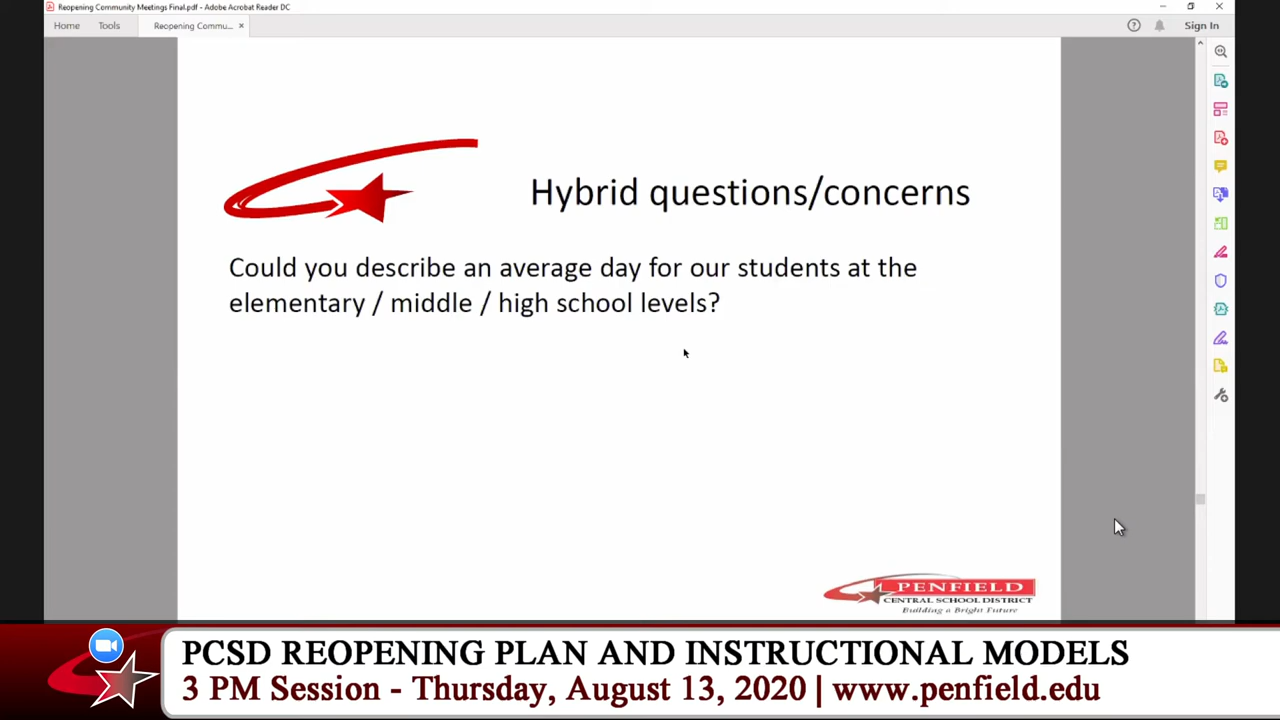 Reopening Community Meetings Final.pdf - Adobe Acrobat Reader DC
Home Tools Reopening Commu... × Sign In
Hybrid questions/concerns
Could you describe an average day for our students at the
elementary / middle / high school levels?
PENFIELD
CENTRAL SCHOOL DISTRICT
Building a Bright Future
PCSD REOPENING PLAN AND INSTRUCTIONAL MODELS
3 PM Session - Thursday, August 13, 2020 | www.penfield.edu